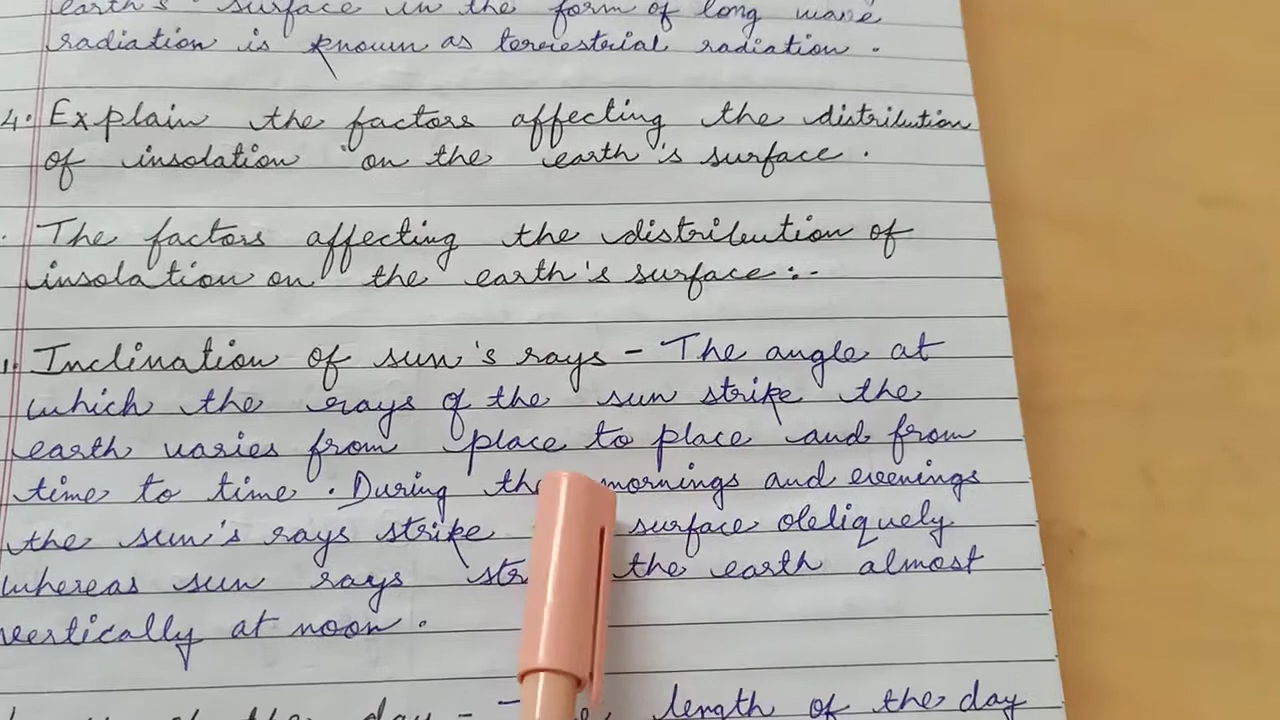 earth's surface in the form of long wave
radiation is known as terrestrial radiation.
4. Explain the factors affecting the distribution
of insolation on the earth's surface.
The factors affecting the distribution of
insolation on the earth's surface :-
1. Inclination of sun's rays - The angle at
which the rays of the sun strike the
earth varies from place to place and from
time to time. During the mornings and evenings
the sun's rays strike surface obliquely
whereas sun rays the earth almost
vertically at noon.
the day - length of the day